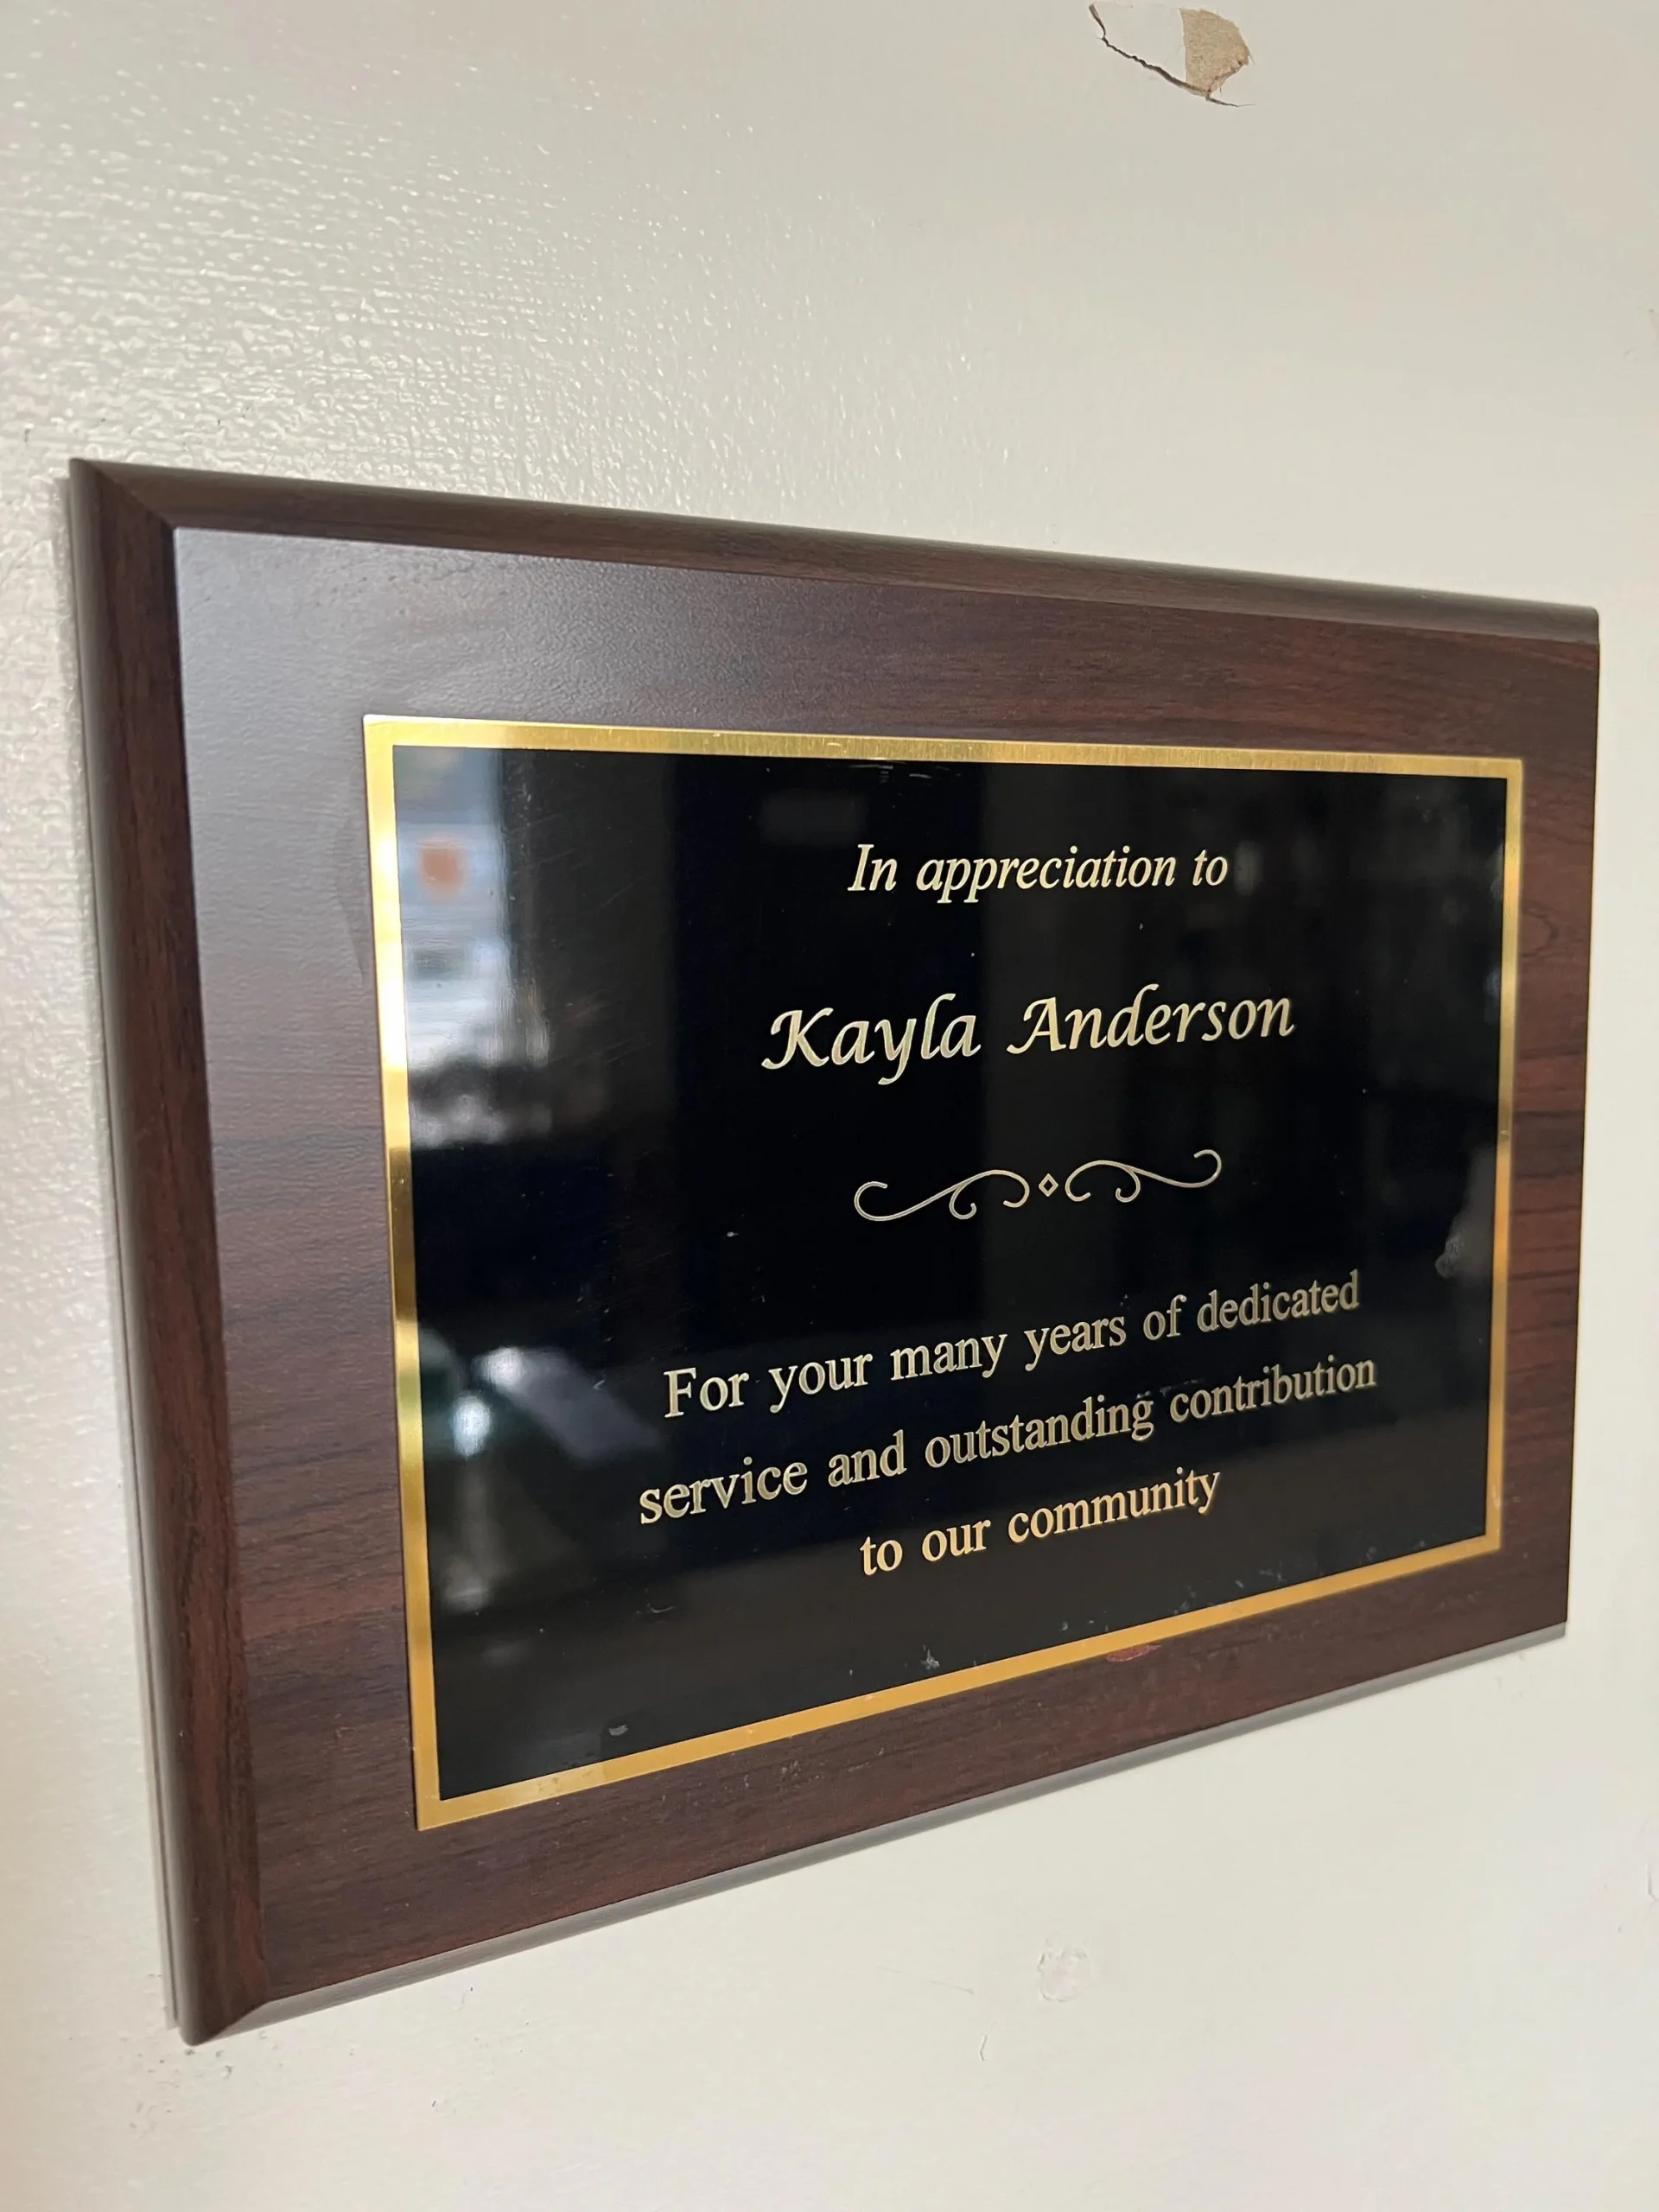 In appreciation to
Kayla Anderson
For your many years of dedicated
service and outstanding contribution
to our community